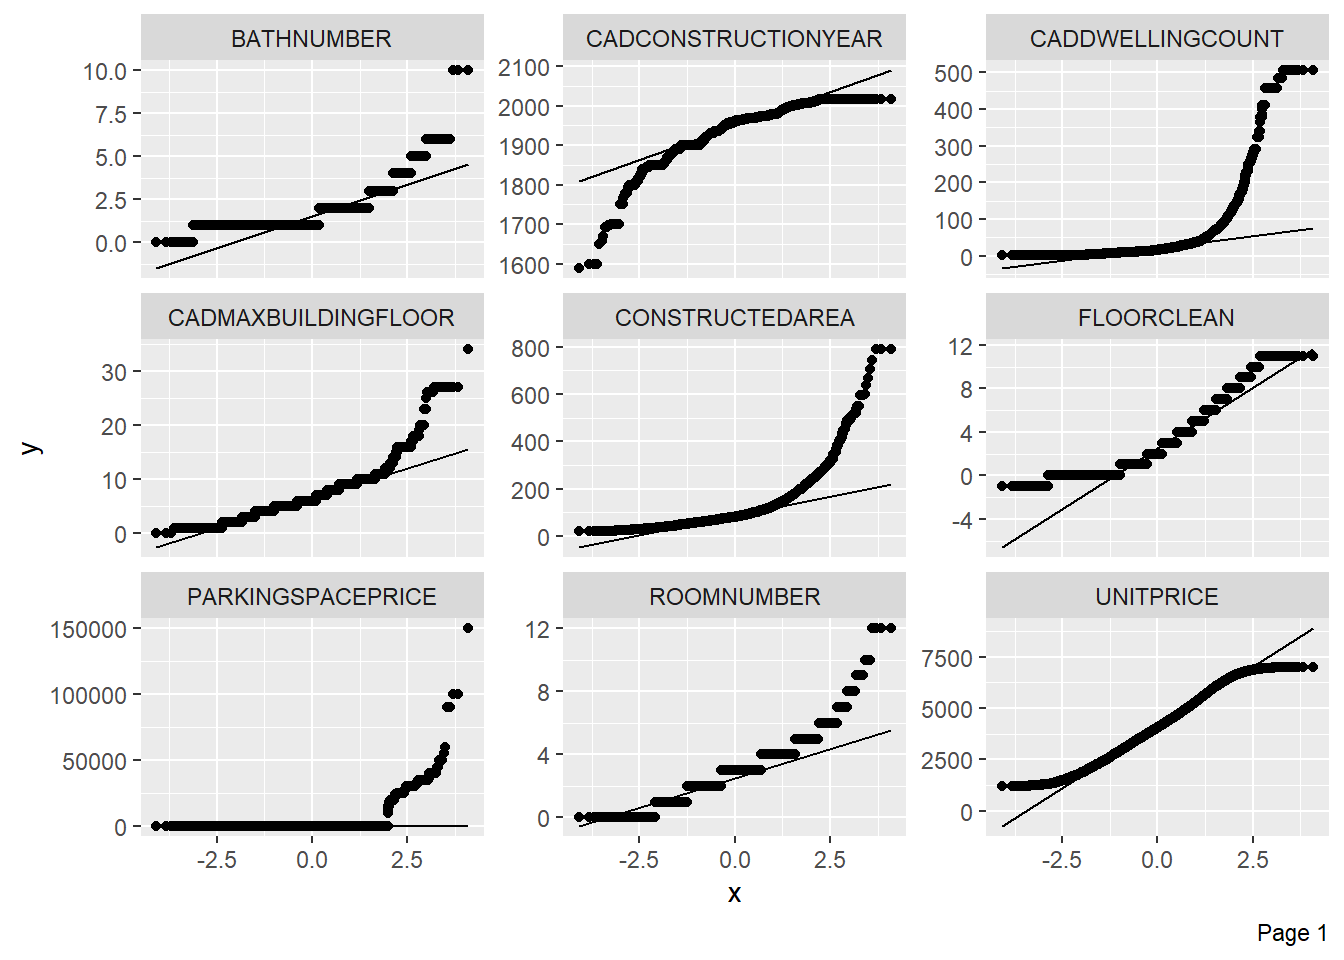 BATHNUMBER
CADCONSTRUCTIONYEAR
CADDWELLINGCOUNT
10.0
7.5
5.0
2.5
0.0
2100
2000
1900
1800
1700
1600
500
400
300
200
100
0
CADMAXBUILDINGFLOOR
CONSTRUCTEDAREA
FLOORCLEAN
30
20
10
0
800
600
400
200
0
12
8
4
0
-4
y
PARKINGSPACEPRICE
ROOMNUMBER
UNITPRICE
150000
100000
50000
0
12
8
4
0
7500
5000
2500
0
-2.5 0.0 2.5
-2.5 0.0 2.5
-2.5 0.0 2.5
x
Page 1